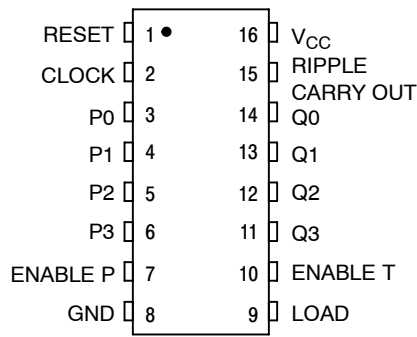 RESET 1 16 VCC
CLOCK 2 15 RIPPLE
CARRY OUT
P0 3 14 Q0
P1 4 13 Q1
P2 5 12 Q2
P3 6 11 Q3
ENABLE P 7 10 ENABLE T
GND 8 9 LOAD